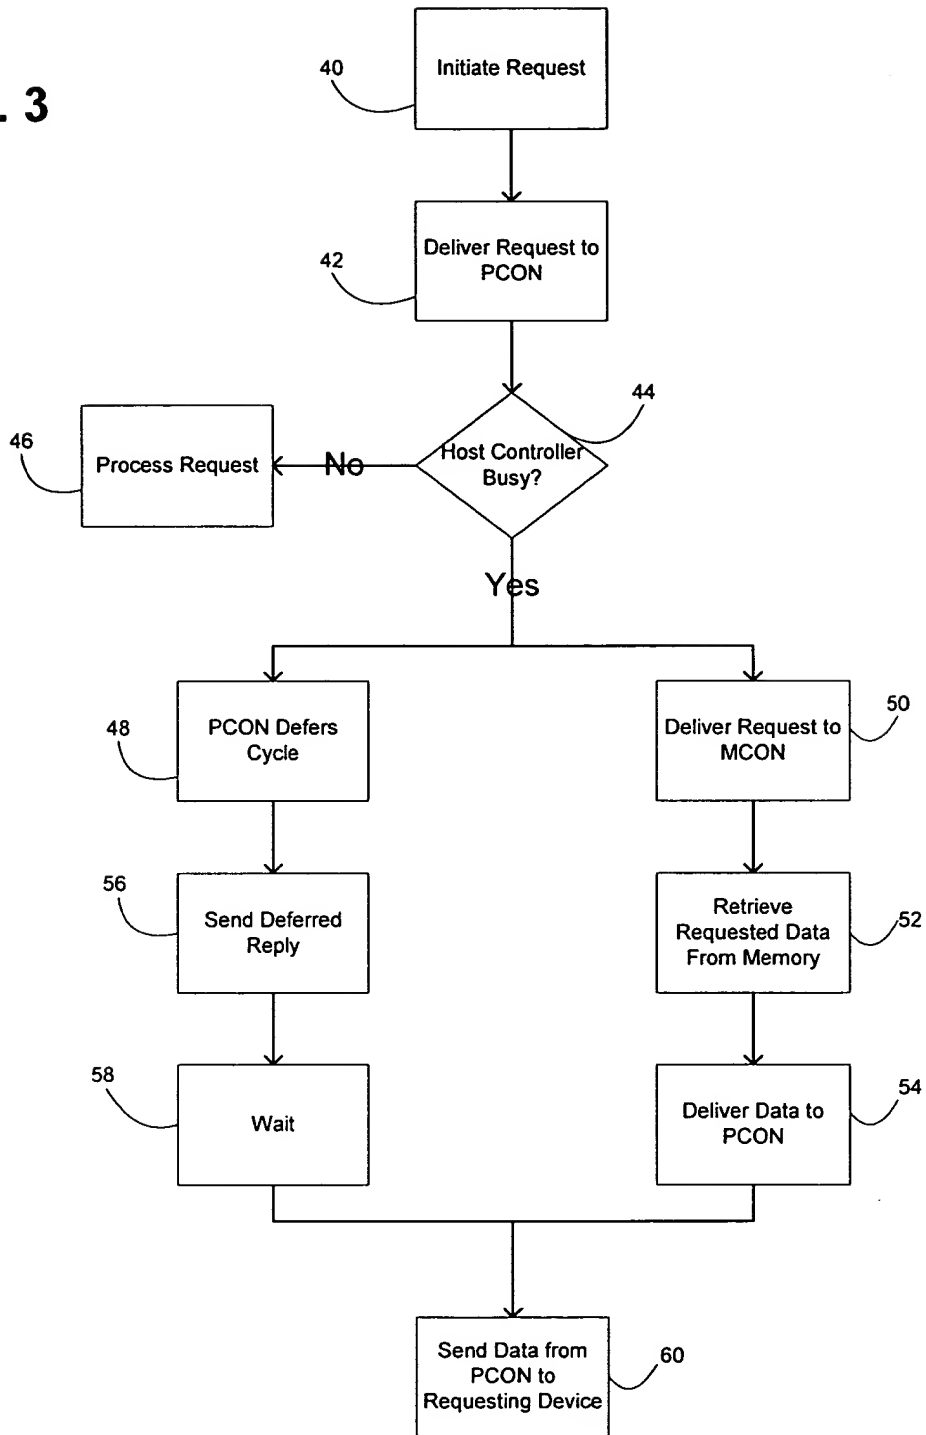 40
Initiate Request
. 3
42
Deliver Request to
PCON
44
46
Process Request
No
Host Controller
Busy?
Yes
48
PCON Defers
Cycle
Deliver Request to
MCON
50
56
Send Deferred
Reply
Retrieve
Requested Data
From Memory
52
58
Wait
Deliver Data to
PCON
54
Send Data from
PCON to
Requesting Device
60